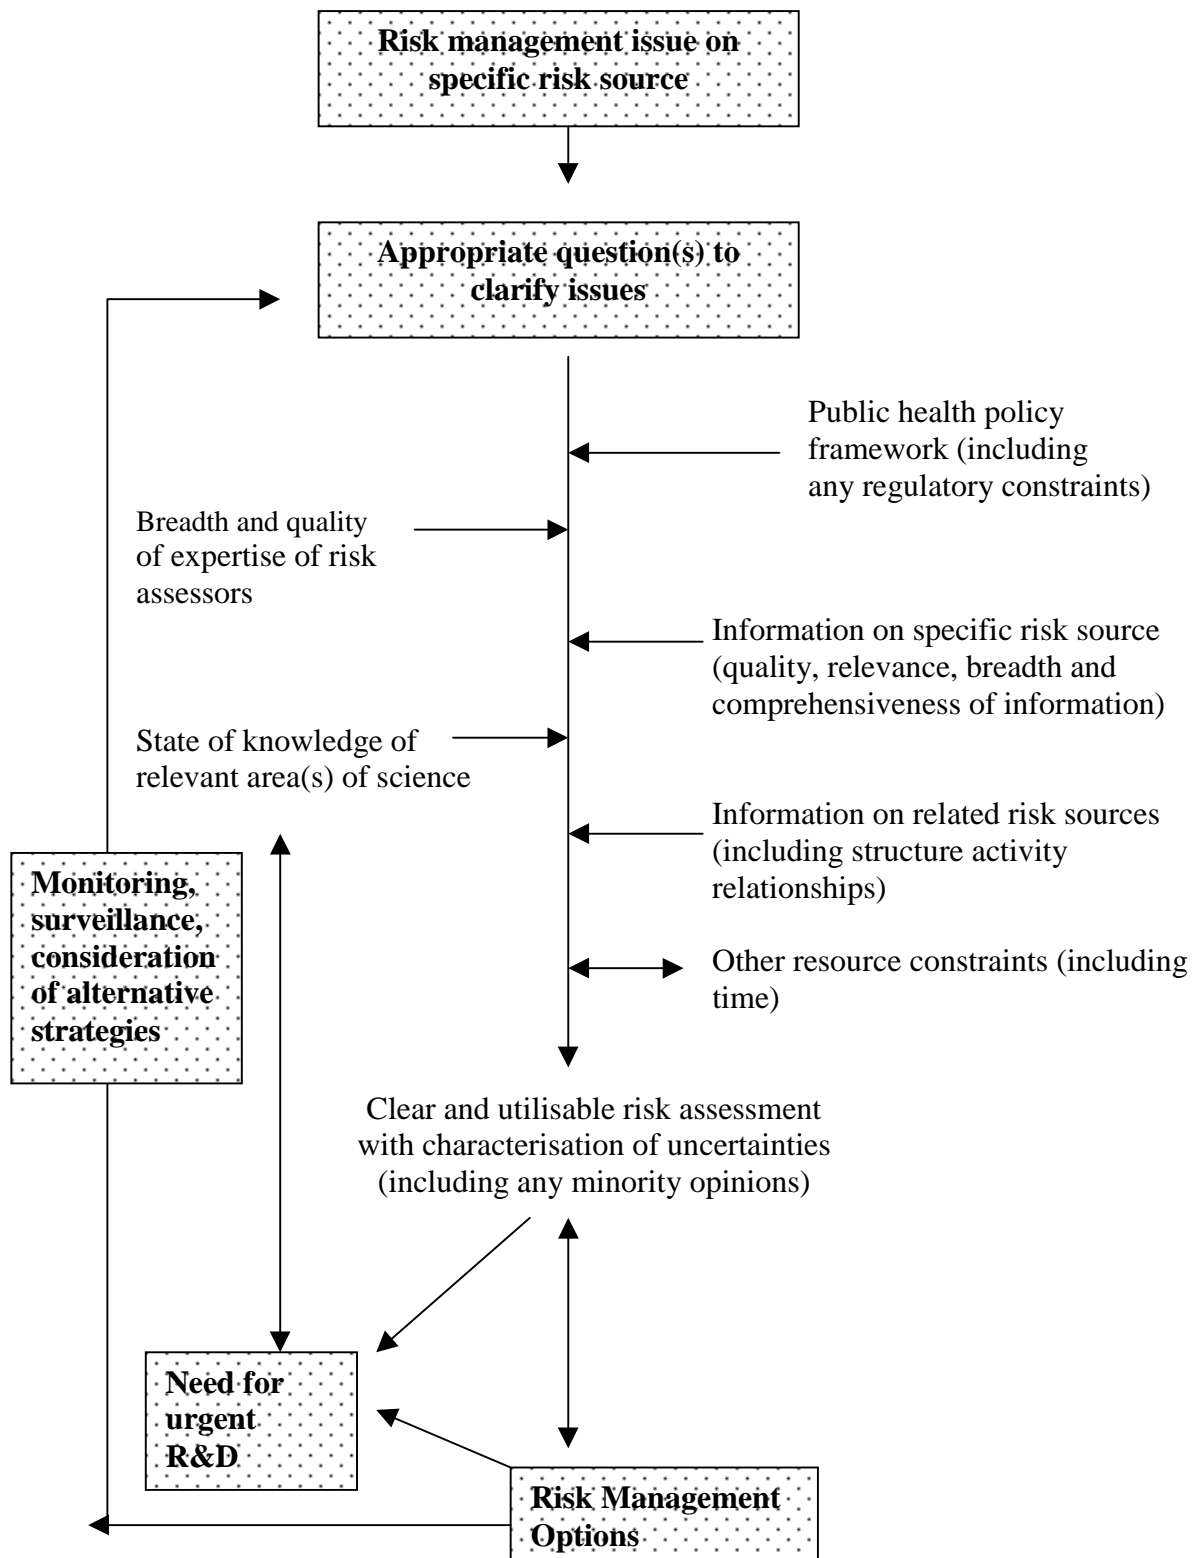 Risk management issue on
specific risk source
Appropriate question(s) to
clarify issues
Public health policy
framework (including
any regulatory constraints)
Breadth and quality
of expertise of risk
assessors
Information on specific risk source
(quality, relevance, breadth and
comprehensiveness of information)
State of knowledge of
relevant area(s) of science
Information on related risk sources
(including structure activity
relationships)
Monitoring,
surveillance,
consideration
of alternative
strategies
Other resource constraints (including
time)
Clear and utilisable risk assessment
with characterisation of uncertainties
(including any minority opinions)
Need for
urgent
R&D
Risk Management
Options